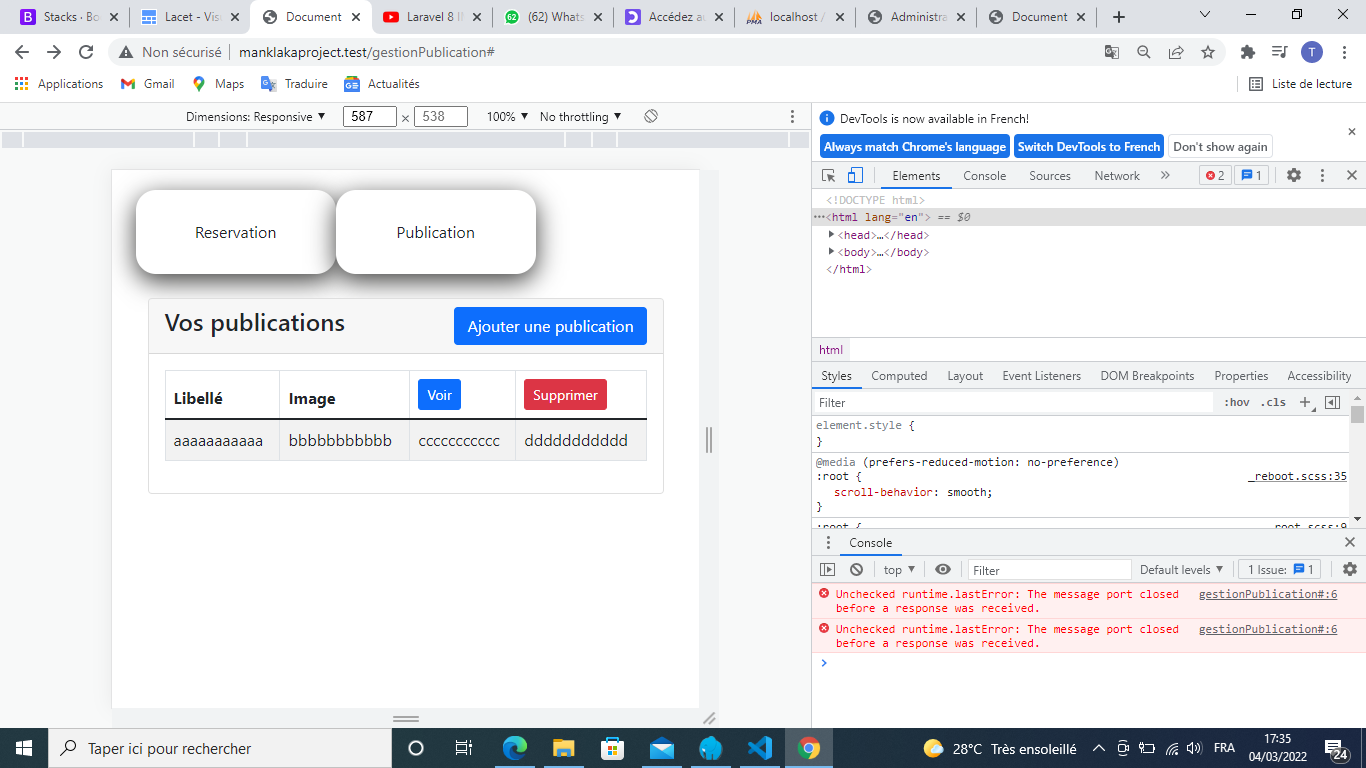 Stacks · Bo
Lacet - Visi
Document
Laravel 8 II
(62) Whats
Accédez au
localhost /
Administra
Document
Non sécurisé
manklakaproject.test/gestionPublication#
T
Applications
Gmail
Maps
Traduire
Actualités
Liste de lecture
Dimensions: Responsive ▼ 587 × 538 100% ▼ No throttling ▼
Reservation
Publication
Vos publications
Ajouter une publication
Libellé
Image
Voir
Supprimer
aaaaaaaaaaa
bbbbbbbbbbb
ccccccccccc
ddddddddddd
DevTools is now available in French!
Always match Chrome's language
Switch DevTools to French
Don't show again
Elements
Console
Sources
Network
»
2
1
<!DOCTYPE html>
···<html lang="en"> == $0
<head>…</head>
<body>…</body>
</html>
html
Styles
Computed
Layout
Event Listeners
DOM Breakpoints
Properties
Accessibility
Filter
:hov
.cls
element.style {
}
@media (prefers-reduced-motion: no-preference)
:root {
_reboot.scss:35
scroll-behavior: smooth;
}
:root {
root.scss:9
Console
top ▼
Filter
Default levels ▼
1 Issue: 1
Unchecked runtime.lastError: The message port closed
before a response was received.
gestionPublication#:6
Unchecked runtime.lastError: The message port closed
before a response was received.
gestionPublication#:6
Taper ici pour rechercher
28°C Très ensoleillé
FRA
17:35
04/03/2022
24